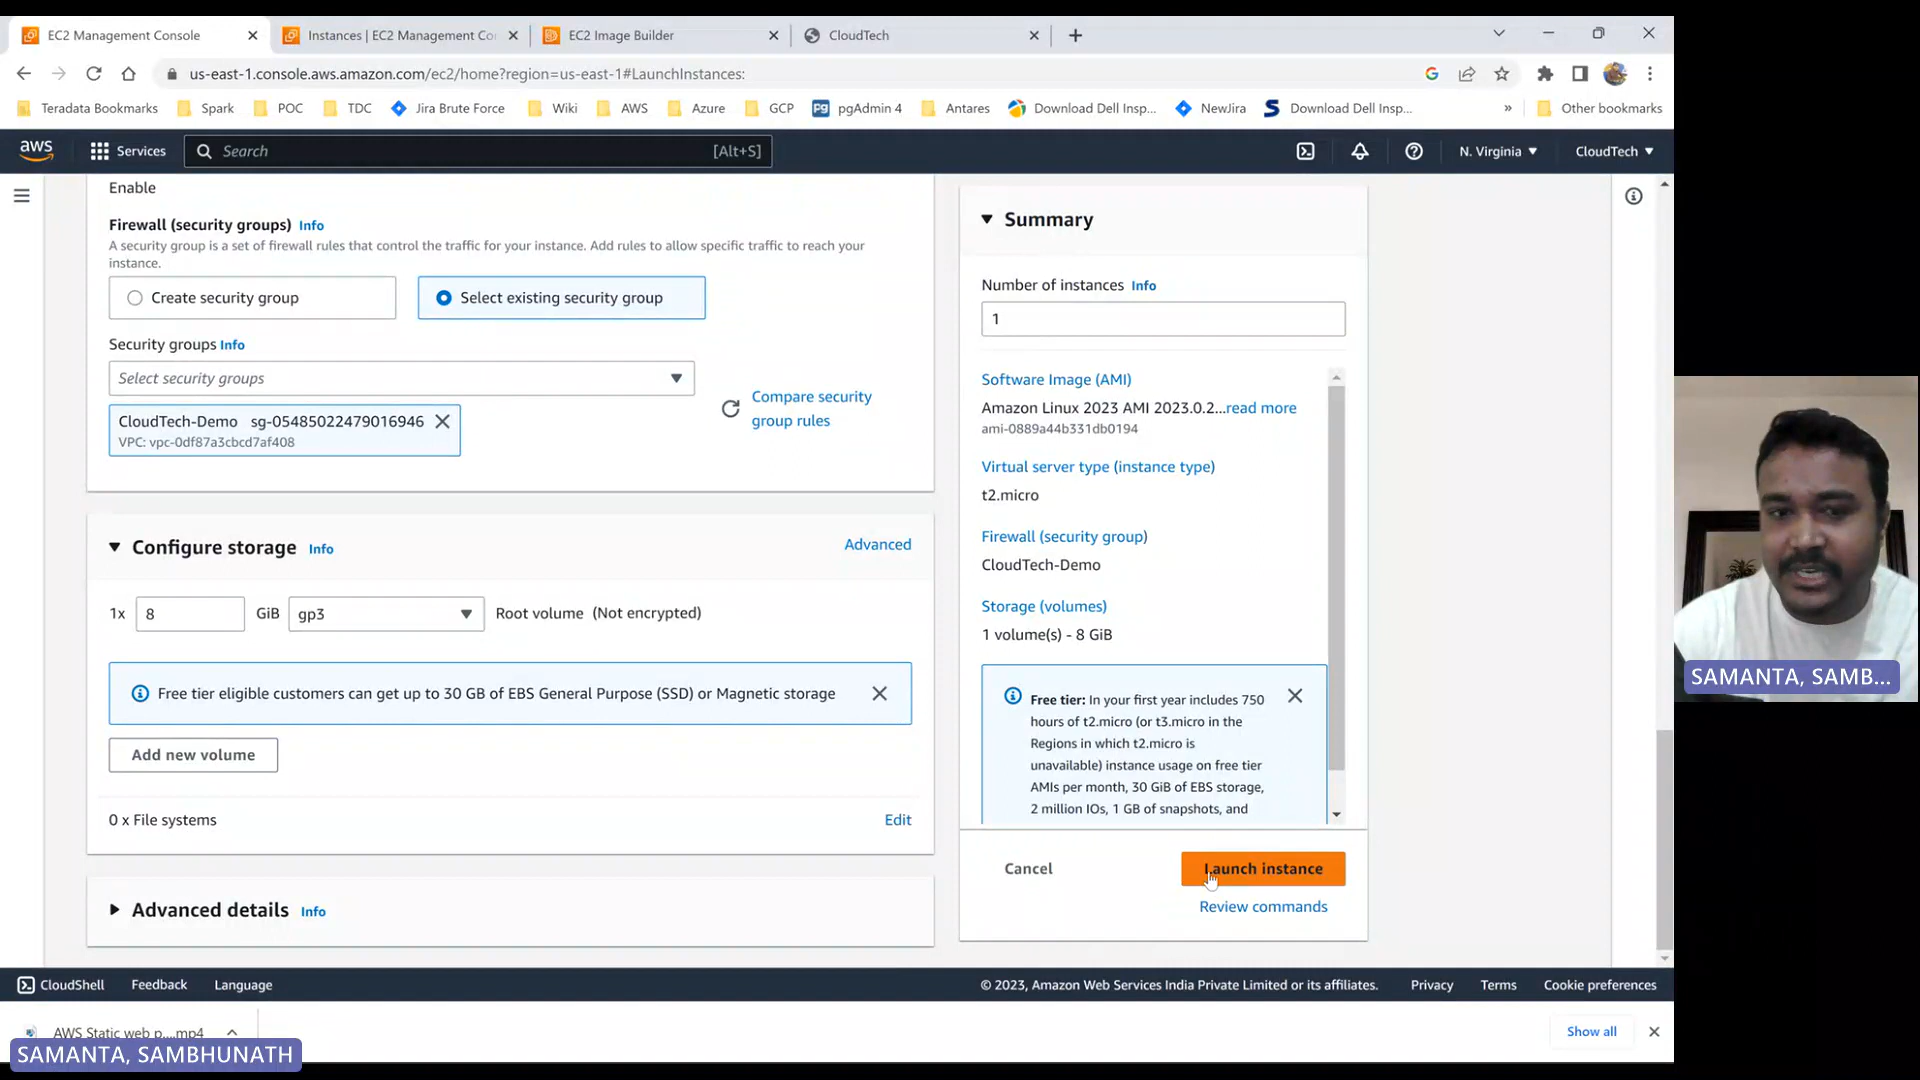 EC2 Management Console
Instances | EC2 Management Co
EC2 Image Builder
CloudTech
us-east-1.console.aws.amazon.com/ec2/home?region=us-east-1#LaunchInstances:
Teradata Bookmarks
Spark
POC
TDC
Jira Brute Force
Wiki
AWS
Azure
GCP
Pg pgAdmin 4
Antares
Download Dell Insp...
NewJira
Download Dell Insp...
»
Other bookmarks
aws
Services
Search
[Alt+S]
N. Virginia
CloudTech
Enable
Firewall (security groups) Info
A security group is a set of firewall rules that control the traffic for your instance. Add rules to allow specific traffic to reach your
instance.
Create security group
Select existing security group
Security groups Info
Select security groups
CloudTech-Demo sg-05485022479016946
VPC: vpc-0df87a3cbcd7af408
Compare security
group rules
Configure storage Info
Advanced
1x
8
GiB
gp3
Root volume (Not encrypted)
Free tier eligible customers can get up to 30 GB of EBS General Purpose (SSD) or Magnetic storage
Add new volume
0 x File systems
Edit
Advanced details Info
Summary
Number of instances Info
1
Software Image (AMI)
Amazon Linux 2023 AMI 2023.0.2...read more
ami-0889a44b331db0194
Virtual server type (instance type)
t2.micro
Firewall (security group)
CloudTech-Demo
Storage (volumes)
1 volume(s) - 8 GiB
Free tier: In your first year includes 750
hours of t2.micro (or t3.micro in the
Regions in which t2.micro is
unavailable) instance usage on free tier
AMIs per month, 30 GiB of EBS storage,
2 million IOs, 1 GB of snapshots, and
Cancel
Launch instance
Review commands
SAMANTA, SAMB...
CloudShell
Feedback
Language
© 2023, Amazon Web Services India Private Limited or its affiliates.
Privacy
Terms
Cookie preferences
AWS Static web p....mp4
Show all
SAMANTA, SAMBHUNATH